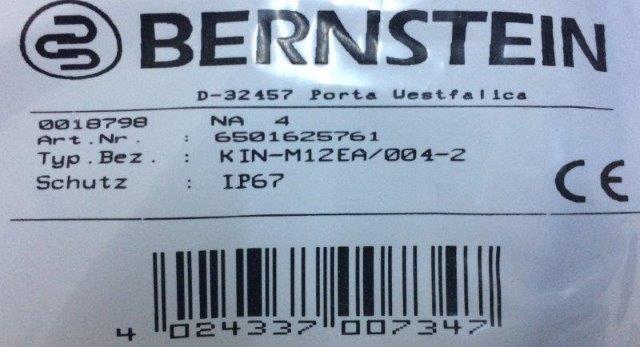 BERNSTEIN
D-32457 Porta Westfalica
0018798 NA 4
Art.Nr. : 6501625761
Typ.Bez. : KIN-M12EA/004-2
Schutz : IP67
CE
4 024337 007347